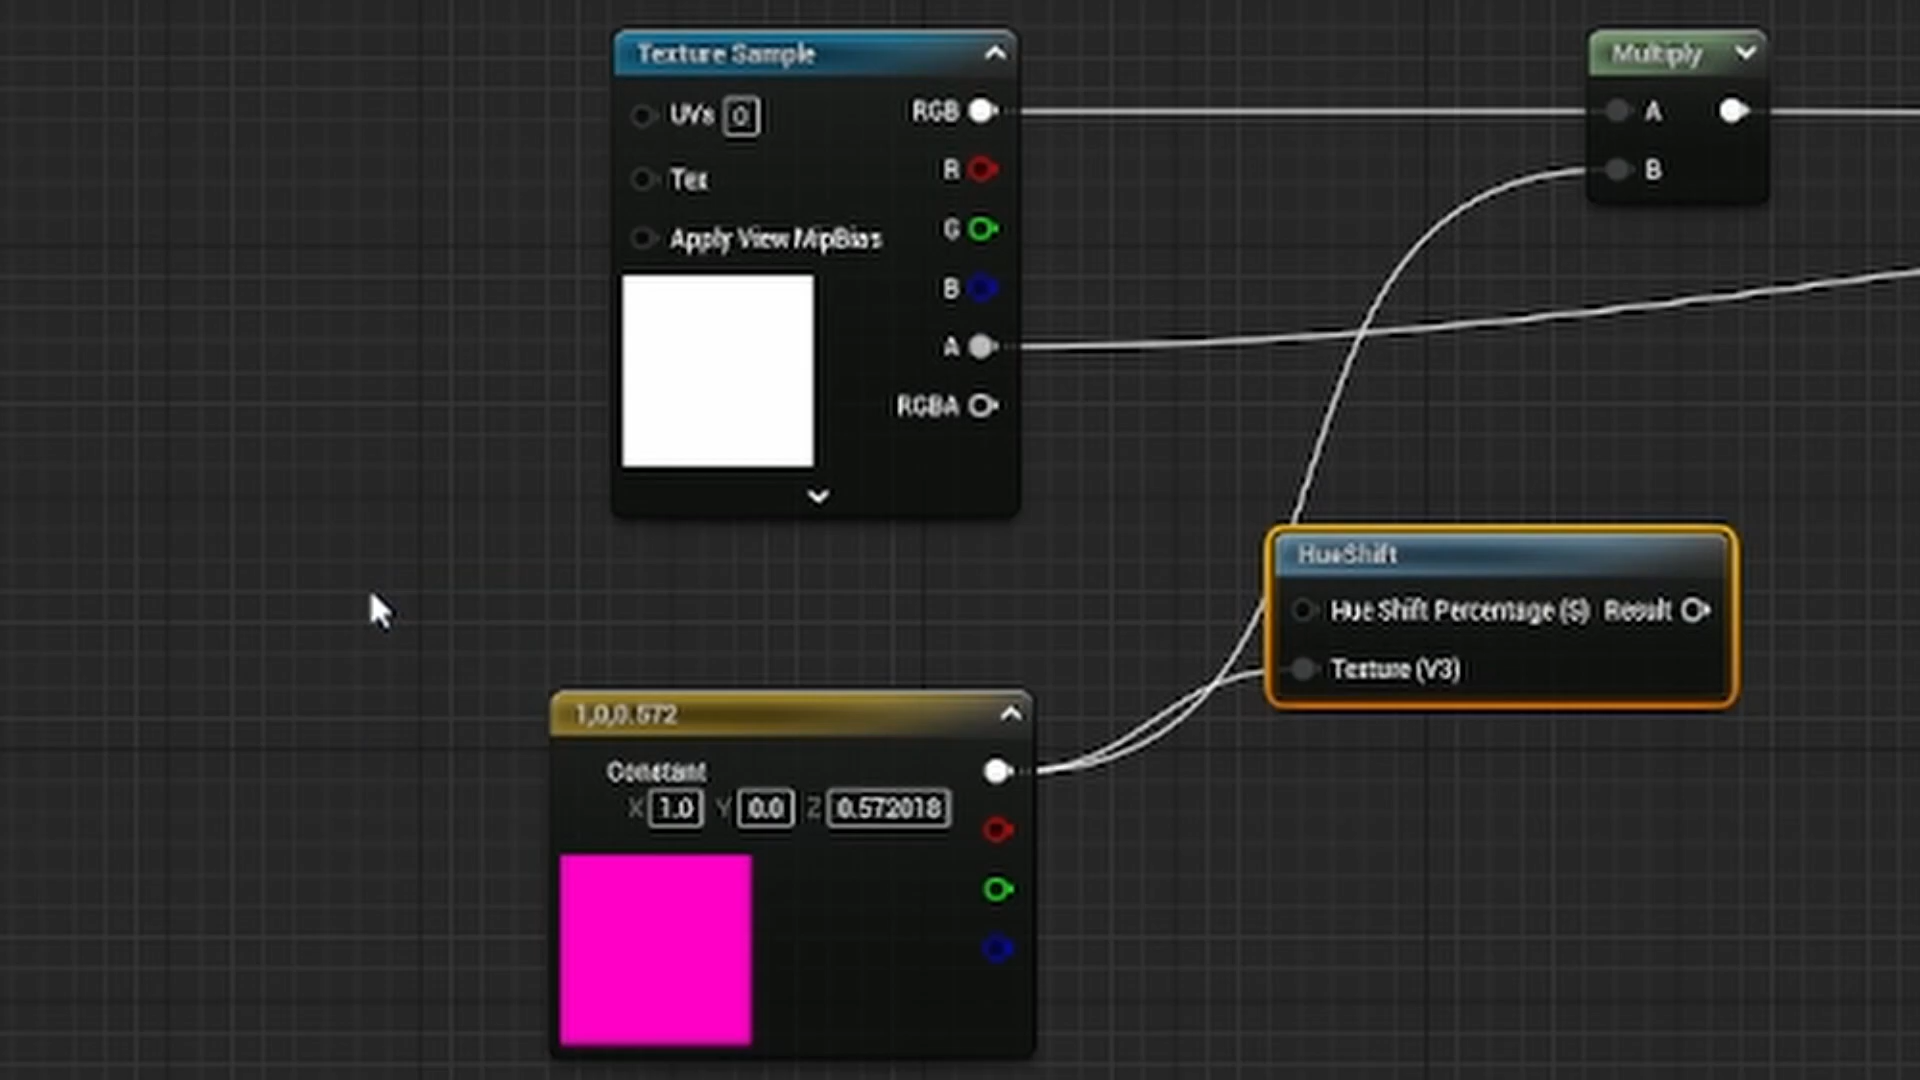 Texture Sample
UVs 0
Tex
Apply View MipBias
RGB
R
G
B
A
RGBA
Multiply
A
B
HueShift
Hue Shift Percentage (S) Result
Texture (V3)
1,0,0.572
Constant
X 1.0 Y 0.0 Z 0.572018